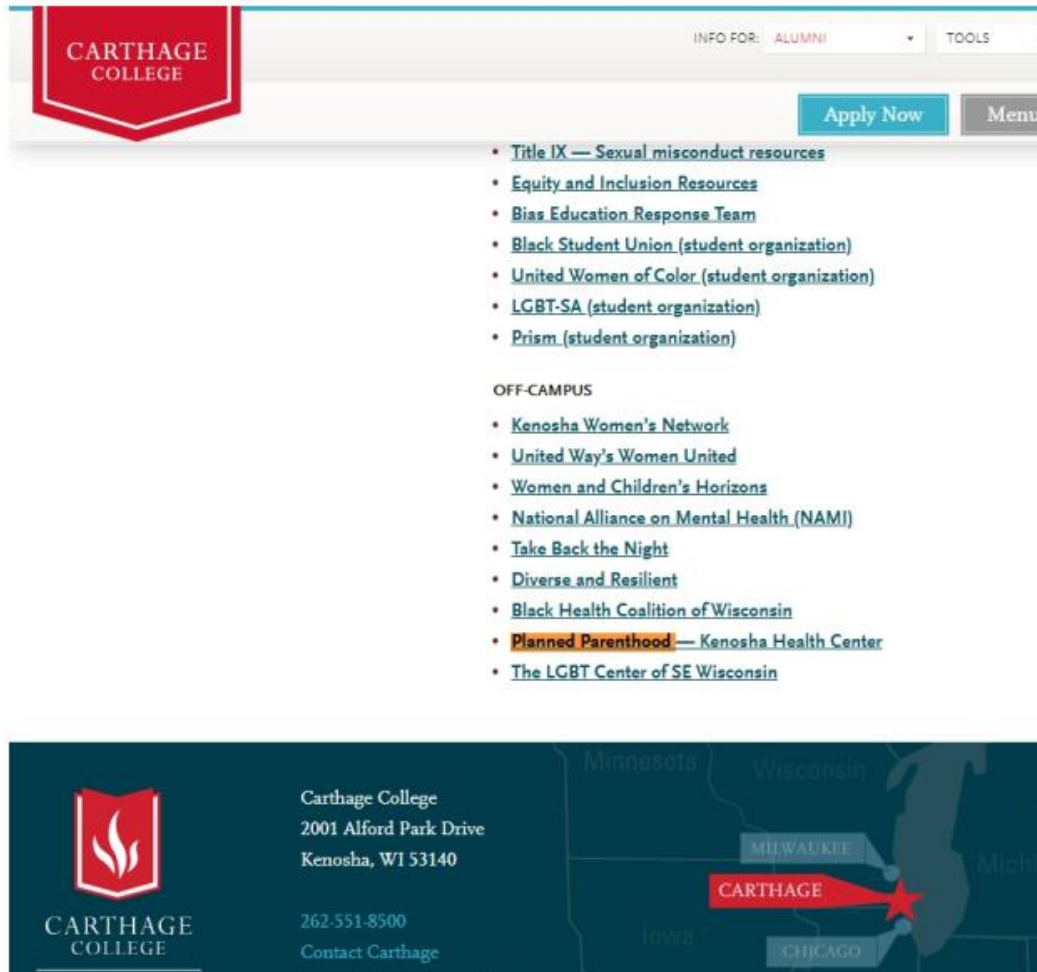 CARTHAGE
COLLEGE
INFO FOR: ALUMNI
TOOLS
Apply Now
Menu
• Title IX — Sexual misconduct resources
• Equity and Inclusion Resources
• Bias Education Response Team
• Black Student Union (student organization)
• United Women of Color (student organization)
• LGBT-SA (student organization)
• Prism (student organization)
OFF-CAMPUS
• Kenosha Women's Network
• United Way's Women United
• Women and Children's Horizons
• National Alliance on Mental Health (NAMI)
• Take Back the Night
• Diverse and Resilient
• Black Health Coalition of Wisconsin
• Planned Parenthood — Kenosha Health Center
• The LGBT Center of SE Wisconsin
CARTHAGE
COLLEGE
Carthage College
2001 Alford Park Drive
Kenosha, WI 53140
262-551-8500
Contact Carthage
Minnesota
Wisconsin
MILWAUKEE
Michi
CARTHAGE
Iowa
CHICAGO